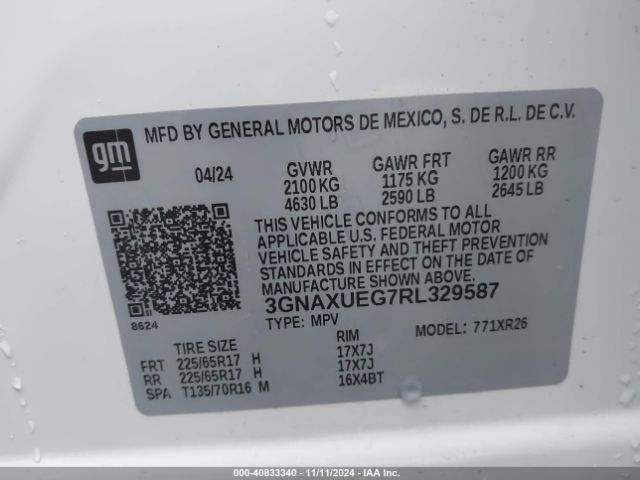 gm
MFD BY GENERAL MOTORS DE MEXICO, S. DE R.L. DE C.V.
04/24 GVWR GAWR FRT GAWR RR
2100 KG 1175 KG 1200 KG
4630 LB 2590 LB 2645 LB
THIS VEHICLE CONFORMS TO ALL
APPLICABLE U.S. FEDERAL MOTOR
VEHICLE SAFETY AND THEFT PREVENTION
STANDARDS IN EFFECT ON THE DATE OF
MANUFACTURE SHOWN ABOVE.
3GNAXUEG7RL329587
8624
TYPE: MPV MODEL: 771XR26
TIRE SIZE RIM
FRT 225/65R17 H 17X7J
RR 225/65R17 H 17X7J
SPA T135/70R16 M 16X4BT
00-40833340 - 11/11/2024 - IAA Inc.